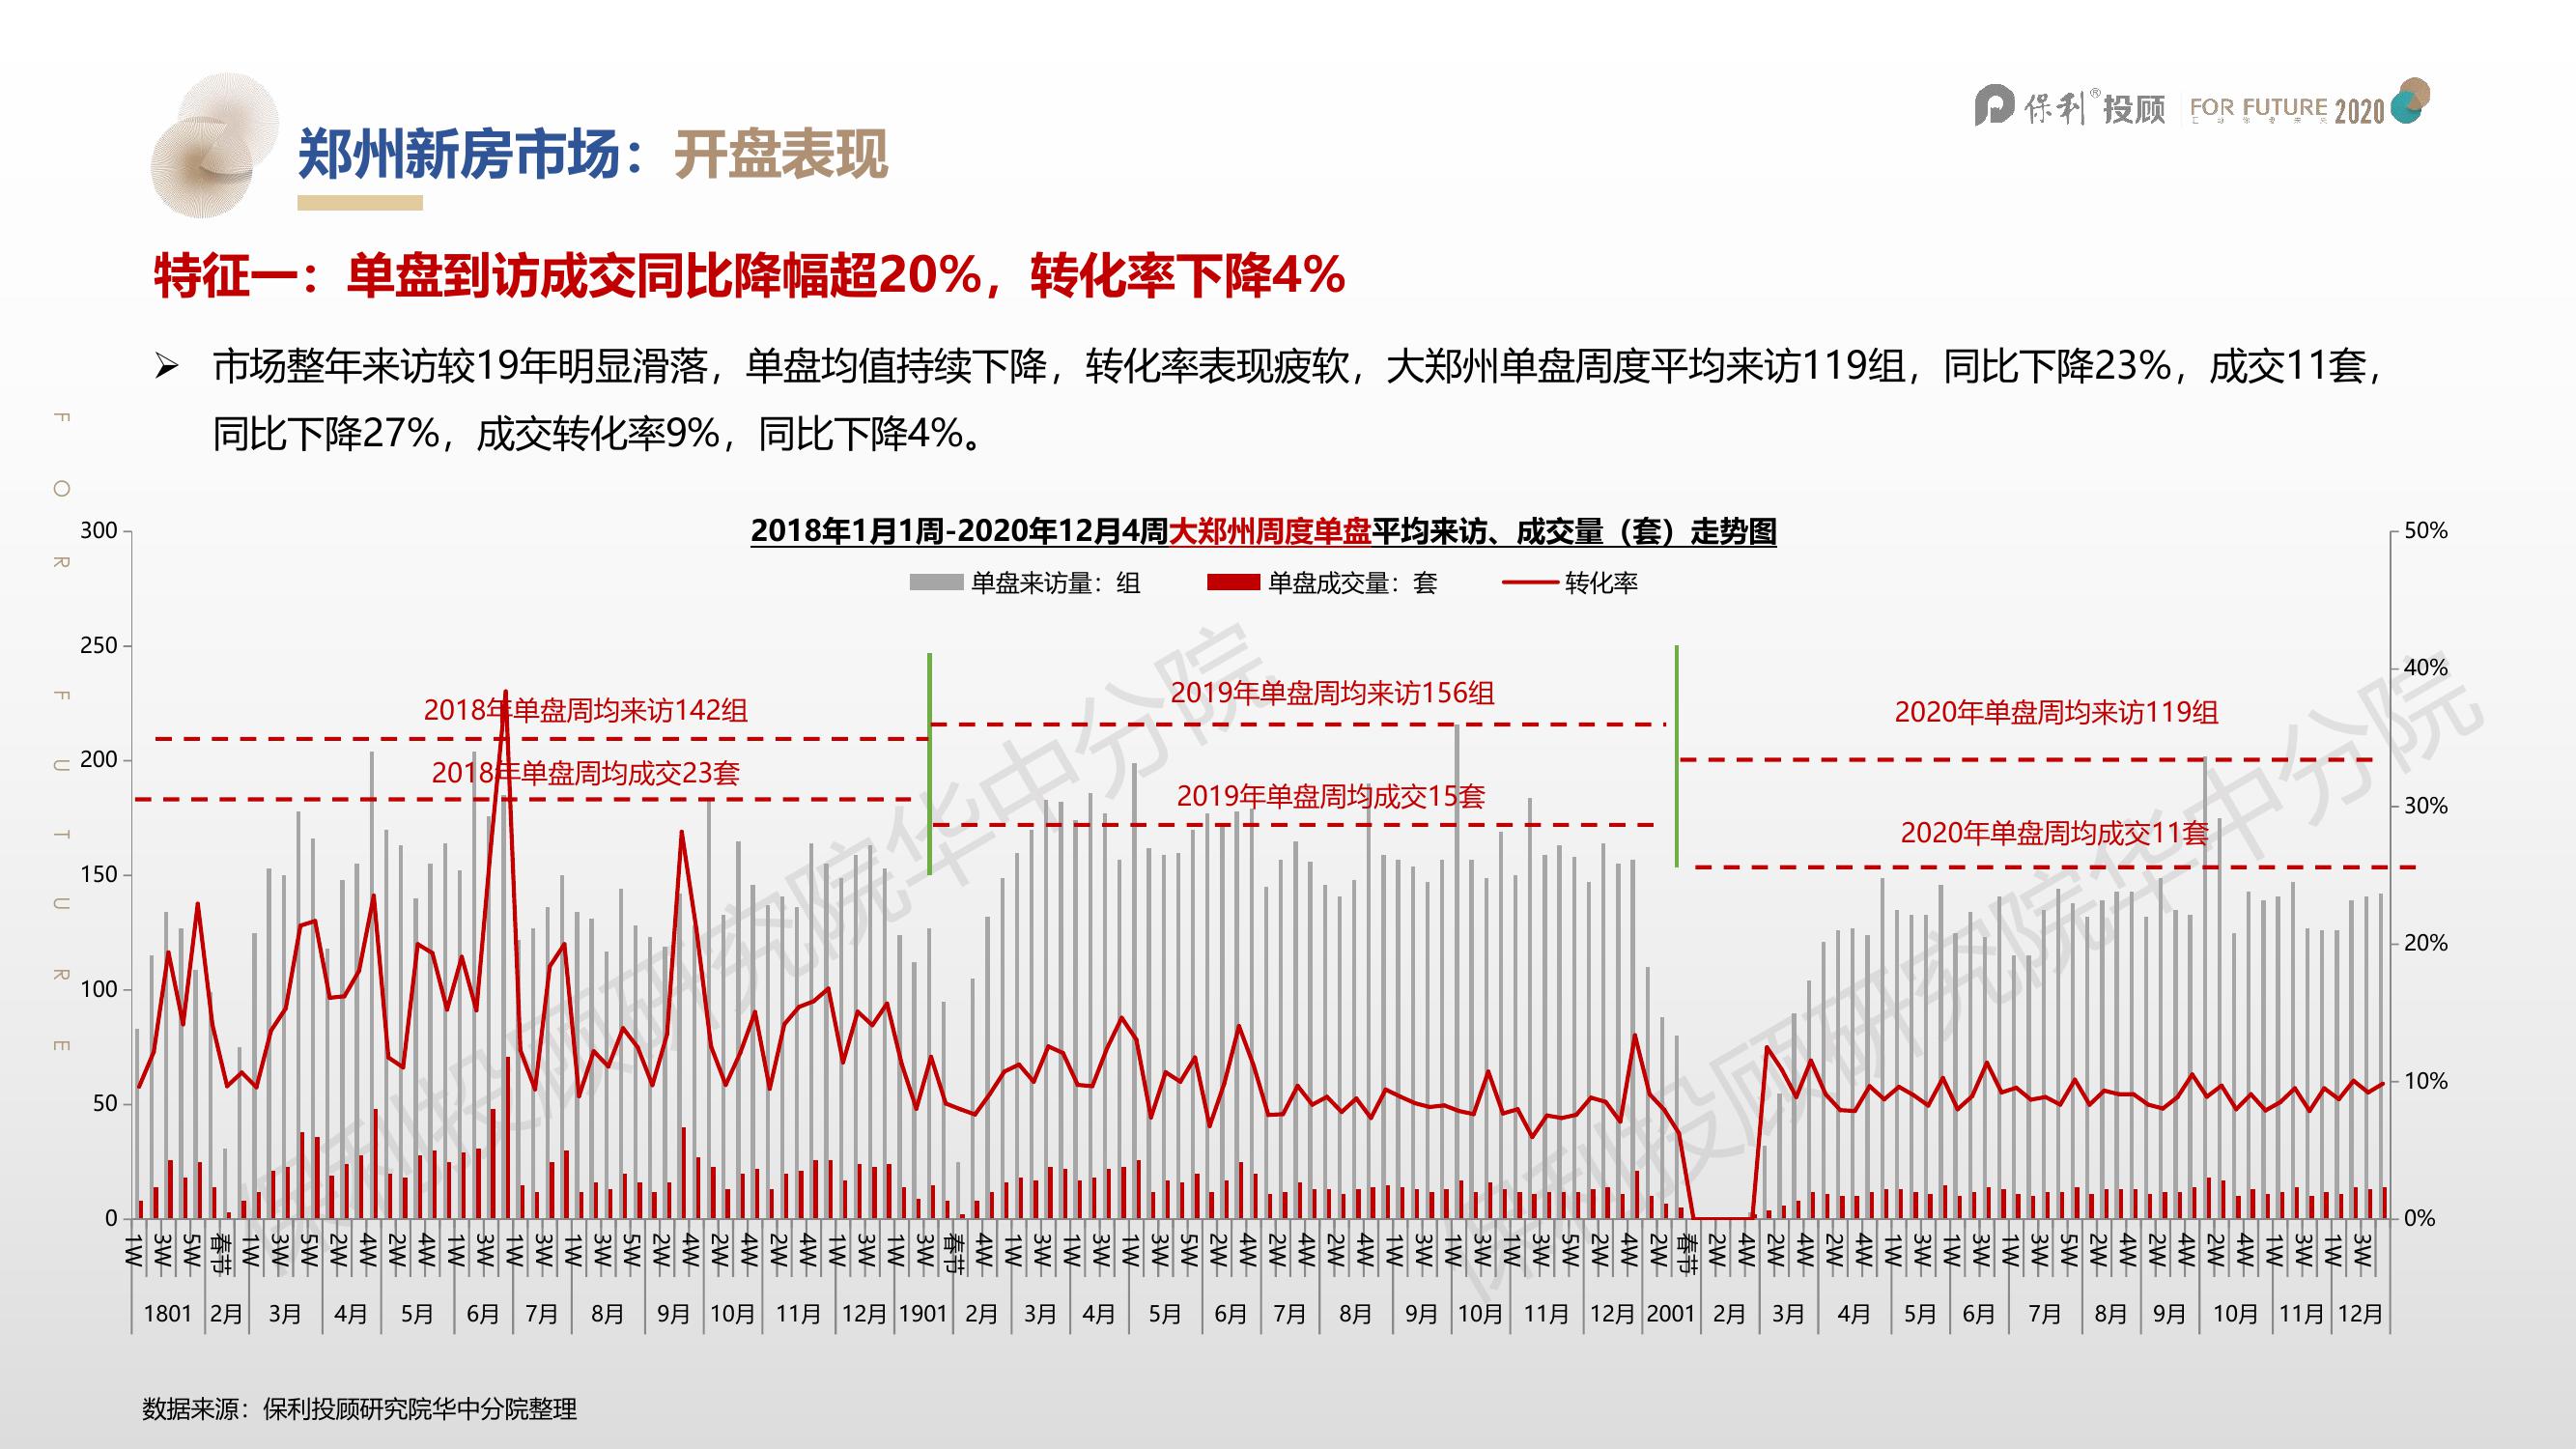 保利®投顾 FOR FUTURE 2020
郑州新房市场：开盘表现
特征一：单盘到访成交同比降幅超20%，转化率下降4%
➢ 市场整年来访较19年明显滑落，单盘均值持续下降，转化率表现疲软，大郑州单盘周度平均来访119组，同比下降23%，成交11套，
同比下降27%，成交转化率9%，同比下降4%。
FOR FUTURE
2018年1月1周-2020年12月4周大郑州周度单盘平均来访、成交量（套）走势图
单盘来访量：组 单盘成交量：套 转化率
300
250
200
150
100
50
0
50%
40%
30%
20%
10%
0%
2018年单盘周均来访142组
2018年单盘周均成交23套
2019年单盘周均来访156组
2019年单盘周均成交15套
2020年单盘周均来访119组
2020年单盘周均成交11套
保利投顾研究院华中分院
保利投顾研究院华中分院
1W 3W 5W 春节 1W 3W 5W 2W 4W 2W 4W 1W 3W 1W 3W 1W 3W 5W 2W 4W 2W 4W 2W 4W 2W 4W 1W 3W 春节 4W 1W 3W 1W 3W 1W 3W 5W 2W 4W 2W 4W 2W 4W 1W 3W 1W 3W 1W 3W 5W 2W 4W 2W 春节 2W 4W 2W 4W 2W 4W 1W 3W 1W 3W 1W 3W 5W 2W 4W 2W 4W 2W 4W 1W 3W 1W 3W
1801 2月 3月 4月 5月 6月 7月 8月 9月 10月 11月 12月 1901 2月 3月 4月 5月 6月 7月 8月 9月 10月 11月 12月 2001 2月 3月 4月 5月 6月 7月 8月 9月 10月 11月 12月
数据来源：保利投顾研究院华中分院整理